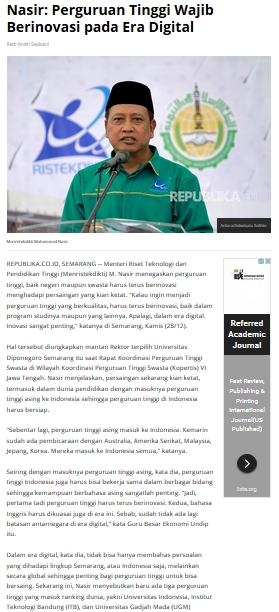 Nasir: Perguruan Tinggi Wajib
Berinovasi pada Era Digital
Red: Andri Saubani
RISTEKDIKTI
REPUBLIKA
Menristekdikti Mohammad Nasir.
REPUBLIKA.CO.ID, SEMARANG -- Menteri Riset Teknologi dan
Pendidikan Tinggi (Menristekdikti) M. Nasir menegaskan perguruan
tinggi, baik negeri maupun swasta harus terus berinovasi
menghadapi persaingan yang kian ketat. "Kalau ingin menjadi
perguruan tinggi yang berkualitas, harus berinovasi, baik dalam
program studinya maupun yang lainnya. Apalagi, dalam era digital.
Inovasi sangat penting," katanya di Semarang, Kamis (28/12).
Hal tersebut diungkapkan mantan Rektor terpilih Universitas
Diponegoro Semarang itu saat Rapat Koordinasi Perguruan Tinggi
Swasta di Wilayah Koordinasi Perguruan Tinggi Swasta (Kopertis) VI
Jawa Tengah. Nasir menjelaskan, persaingan sekarang kian ketat,
termasuk dalam dunia pendidikan dengan masuknya perguruan
tinggi asing ke Indonesia sehingga perguruan tinggi di Indonesia
harus bersiap.
"Sebentar lagi, perguruan tinggi asing masuk ke Indonesia. Kemarin
sudah ada pembicaraan dengan Australia, Amerika Serikat, Malaysia,
Jepang, Korea. Mereka masuk ke Indonesia semua," katanya.
Seiring dengan masuknya perguruan tinggi asing, kata dia, perguruan
tinggi Indonesia juga harus bisa bekerja sama dalam berbagai bidang
sehingga kemampuan berbahasa asing sangatlah penting. "Jadi,
pertama tadi perguruan tinggi harus terus berinovasi. Kedua, bahasa
Inggris harus dikuasai juga di era ini. Sebab, sudah tidak ada lagi
batasan antarnegara di era digital," kata Guru Besar Ekonomi Undip
itu.
Dalam era digital, kata dia, tidak bisa hanya membahas persoalan
yang dihadapi lingkup Semarang, atau Indonesia saja, melainkan
secara global sehingga penting bagi perguruan tinggi untuk bisa
bersaing. Sekarang ini, Nasir menyebutkan baru ada tiga perguruan
tinggi yang masuk ranking dunia, yakni Universitas Indonesia, Institut
Teknologi Bandung (ITB), dan Universitas Gadjah Mada (UGM)
Referred
Academic
Journal
Fast Review,
Publishing &
Printing
International
Journal(US
Published)